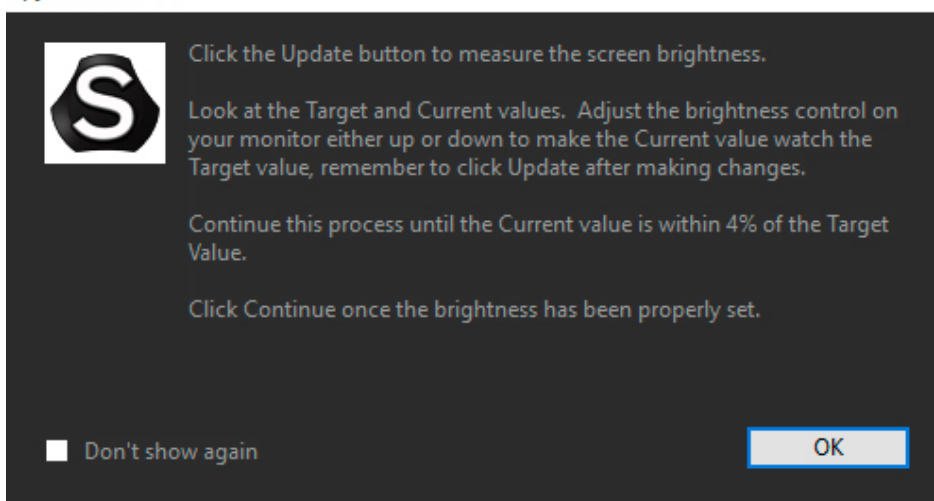 Click the Update button to measure the screen brightness.
Look at the Target and Current values.  Adjust the brightness control on
your monitor either up or down to make the Current value watch the
Target value, remember to click Update after making changes.
Continue this process until the Current value is within 4% of the Target
Value.
Click Continue once the brightness has been properly set.
Don't show again
OK